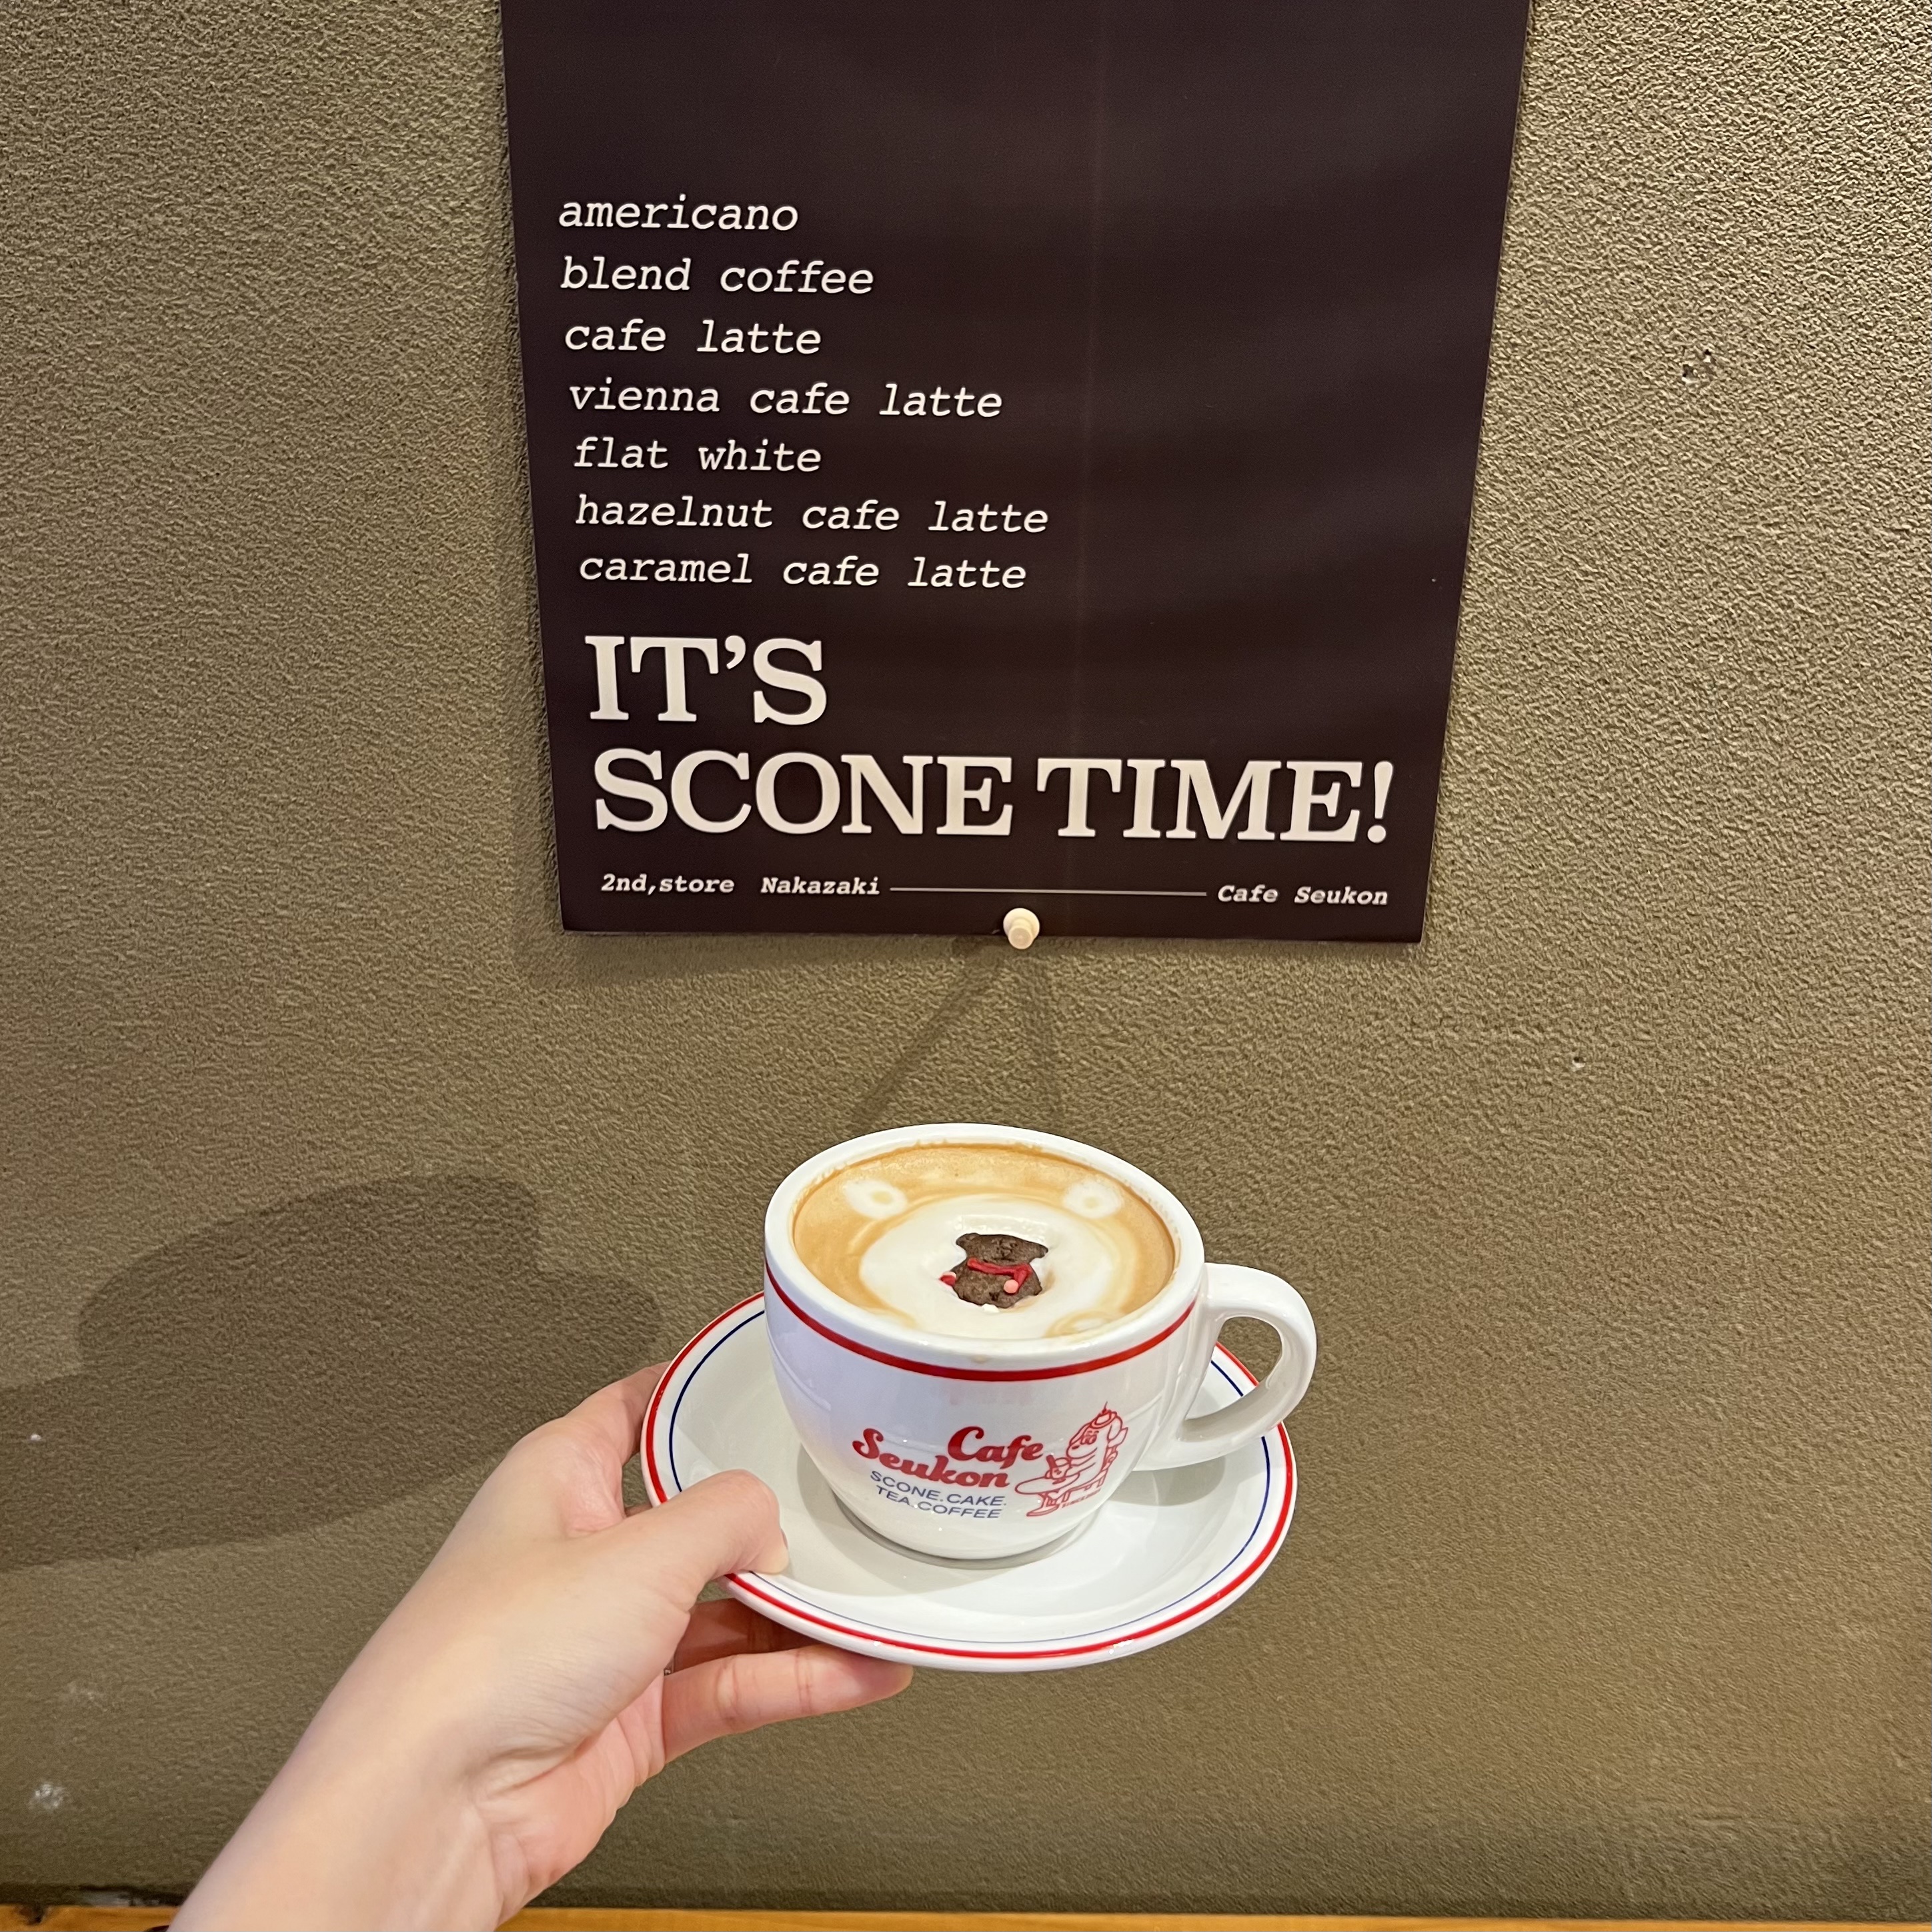 americano
blend coffee
cafe latte
vienna cafe latte
flat white
hazelnut cafe latte
caramel cafe latte
IT'S
SCONE TIME!
2nd,store Nakazaki Cafe Seukon
Cafe
Seukon
SCONE.CAKE.
TEA.COFFEE